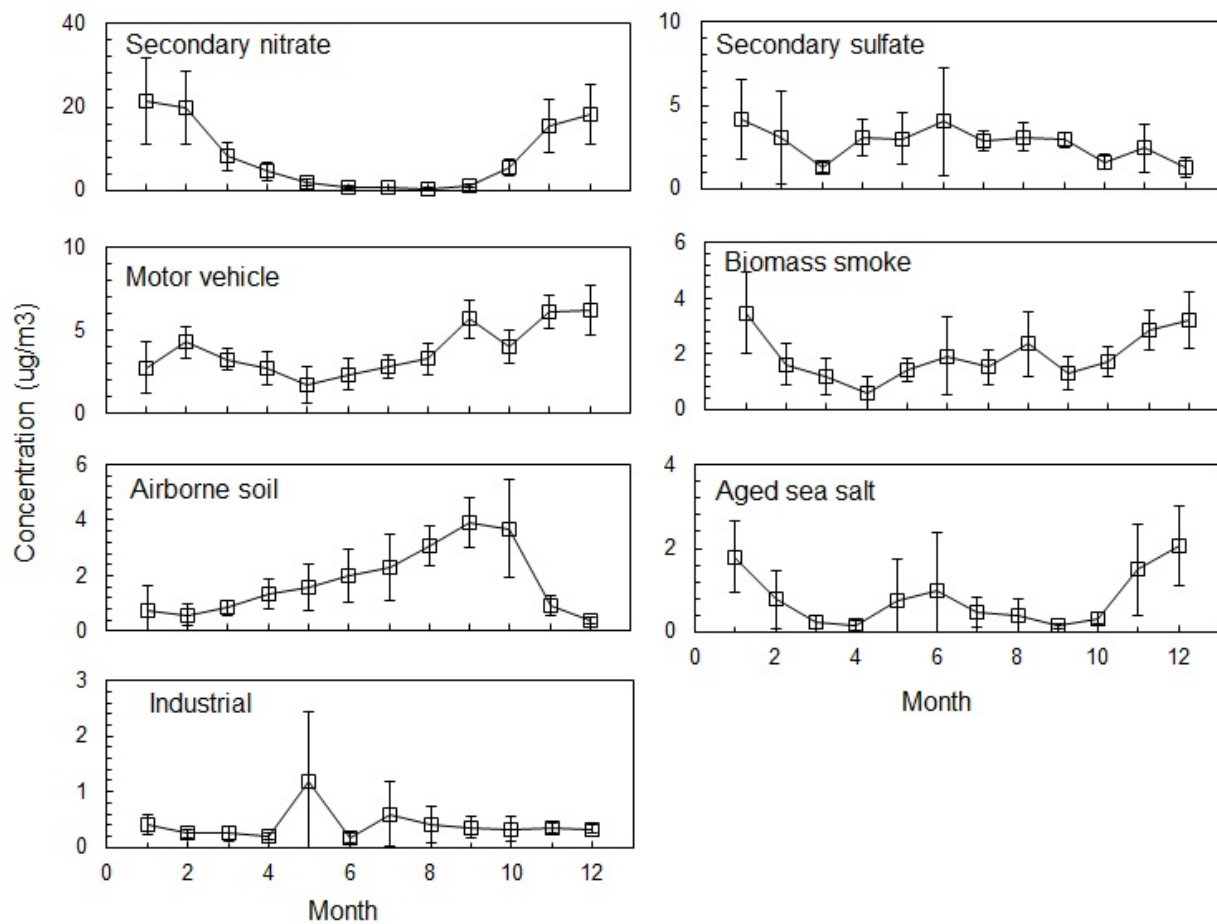 Concentration (ug/m3)
Secondary nitrate
40
20
0
Secondary sulfate
10
5
0
Motor vehicle
10
5
0
Biomass smoke
6
4
2
0
Airborne soil
6
4
2
0
Aged sea salt
4
2
0
0 2 4 6 8 10 12
Month
Industrial
3
2
1
0
0 2 4 6 8 10 12
Month